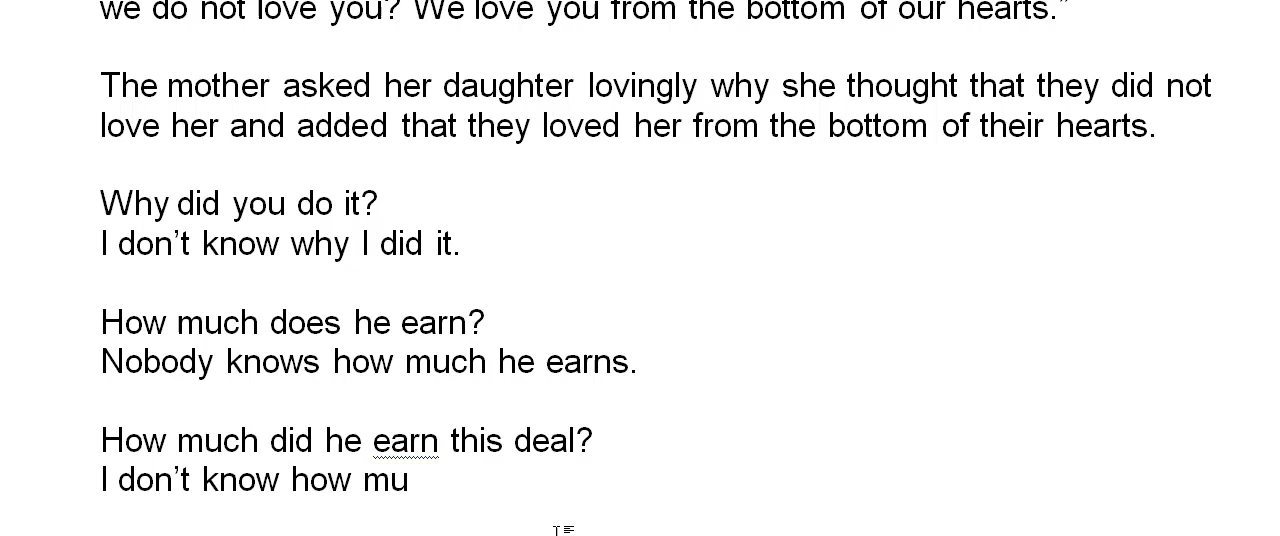 we do not love you? We love you from the bottom of our hearts.”
The mother asked her daughter lovingly why she thought that they did not
love her and added that they loved her from the bottom of their hearts.
Why did you do it?
I don’t know why I did it.
How much does he earn?
Nobody knows how much he earns.
How much did he earn this deal?
I don’t know how mu